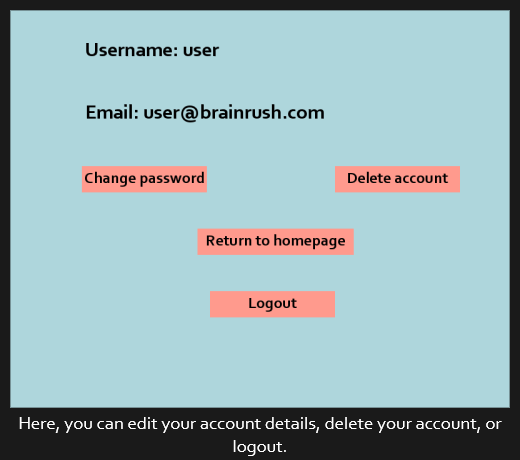 Username: user
Email: user@brainrush.com
Change password
Delete account
Return to homepage
Logout
Here, you can edit your account details, delete your account, or
logout.